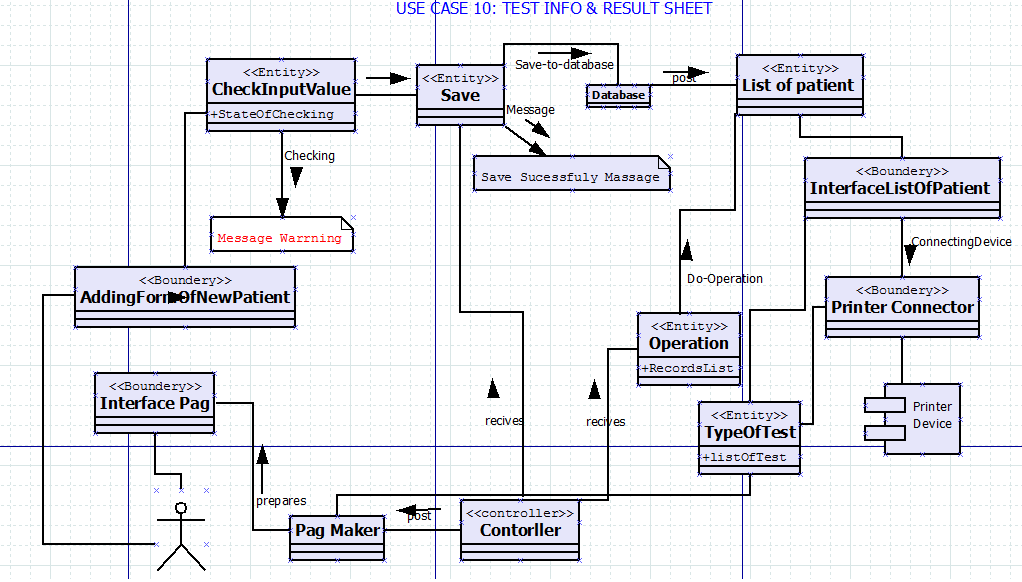 USE CASE 10: TEST INFO & RESULT SHEET
<<Entity>>
CheckInputValue
+StateOfChecking
<<Entity>>
Save
Save-to-database
Database
post
<<Entity>>
List of patient
Message
Checking
Save Sucessfuly Massage
<<Boundery>>
InterfaceListOfPatient
Message Warrning
ConnectingDevice
<<Boundery>>
AddingFormOfNewPatient
Do-Operation
<<Boundery>>
Printer Connector
<<Entity>>
Operation
+RecordsList
<<Boundery>>
Interface Pag
recives
recives
<<Entity>>
TypeOfTest
+listOfTest
Printer
Device
prepares
Pag Maker
post
<<controller>>
Contorller